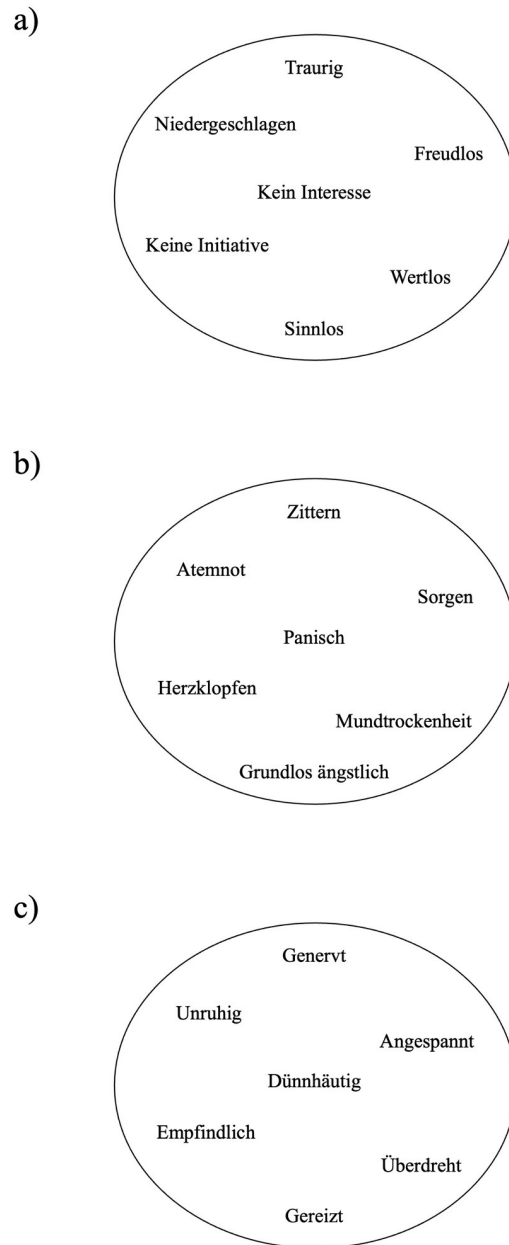 a)
Traurig
Niedergeschlagen
Freudlos
Kein Interesse
Keine Initiative
Wertlos
Sinnlos
b)
Zittern
Atemnot
Sorgen
Panisch
Herzklopfen
Mundtrockenheit
Grundlos ängstlich
c)
Genervt
Unruhig
Angespannt
Dünnhäutig
Empfindlich
Überdreht
Gereizt